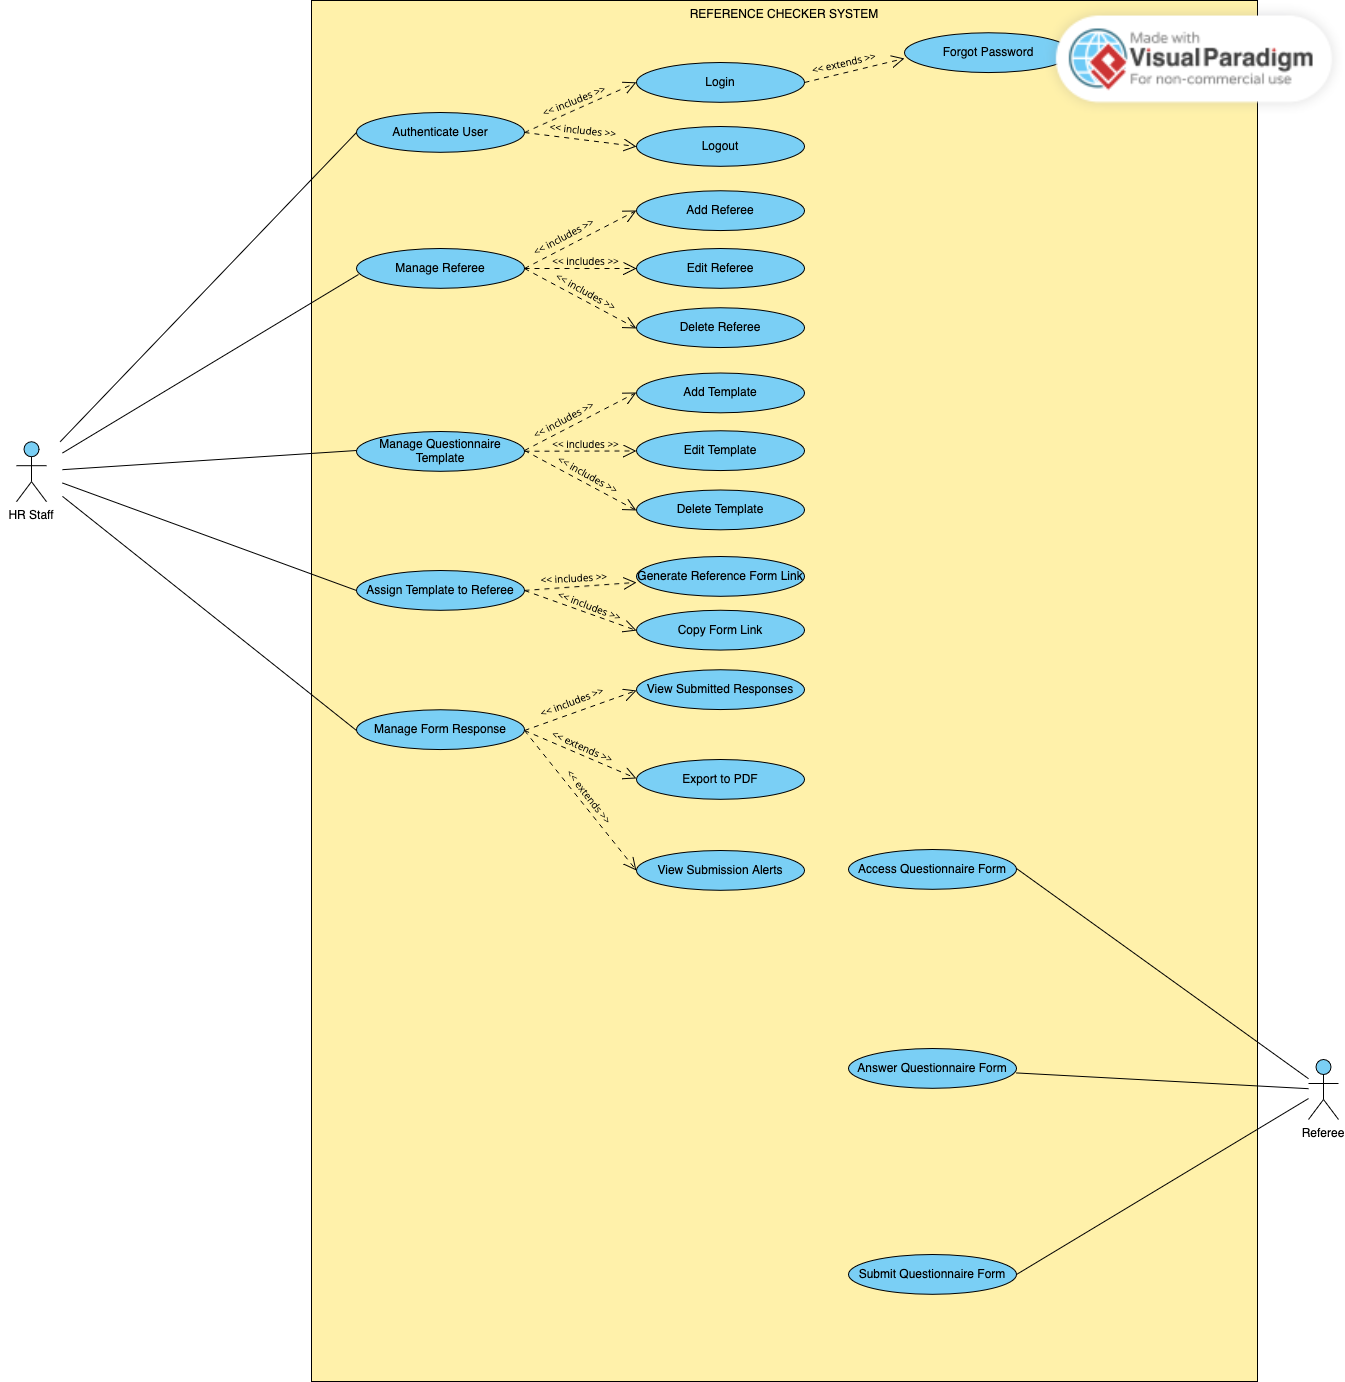 REFERENCE CHECKER SYSTEM
Made with
Visual Paradigm
For non-commercial use
Forgot Password
<< extends >>
Login
<< includes >>
Authenticate User
<< includes >>
Logout
Add Referee
<< includes >>
Manage Referee
<< includes >>
Edit Referee
<< includes >>
Delete Referee
Add Template
<< includes >>
Manage Questionnaire
Template
<< includes >>
Edit Template
<< includes >>
Delete Template
HR Staff
Assign Template to Referee
<< includes >>
Generate Reference Form Link
<< includes >>
Copy Form Link
View Submitted Responses
<< includes >>
Manage Form Response
<< extends >>
Export to PDF
<< extends >>
View Submission Alerts
Access Questionnaire Form
Answer Questionnaire Form
Referee
Submit Questionnaire Form